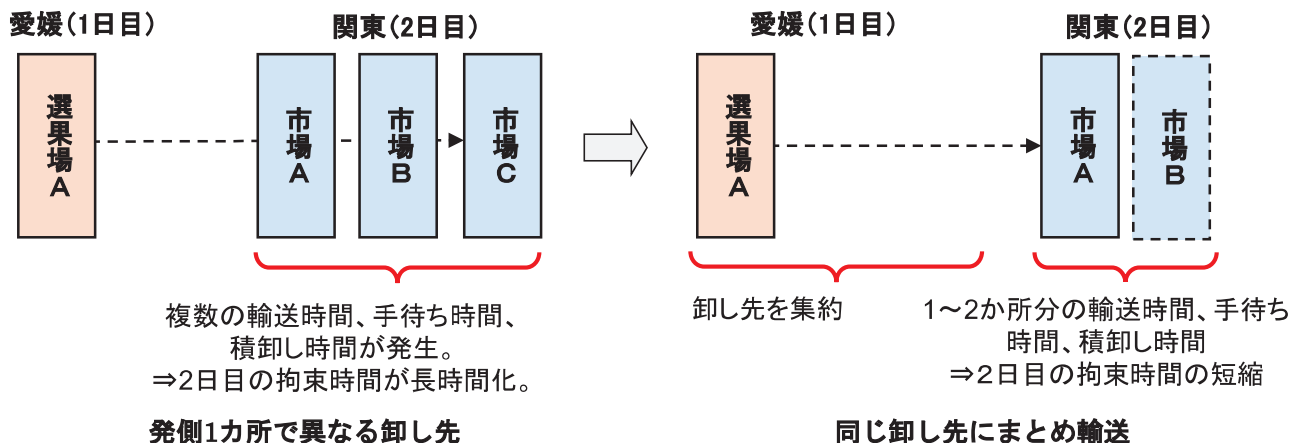 愛媛(1日目)
関東(2日目)
選果場A
市場A
市場B
市場C
複数の輸送時間、手待ち時間、
積卸し時間が発生。
⇒2日目の拘束時間が長時間化。
発側1カ所で異なる卸し先
愛媛(1日目)
関東(2日目)
選果場A
市場A
市場B
卸し先を集約
1~2か所分の輸送時間、手待ち
時間、積卸し時間
⇒2日目の拘束時間の短縮
同じ卸し先にまとめ輸送